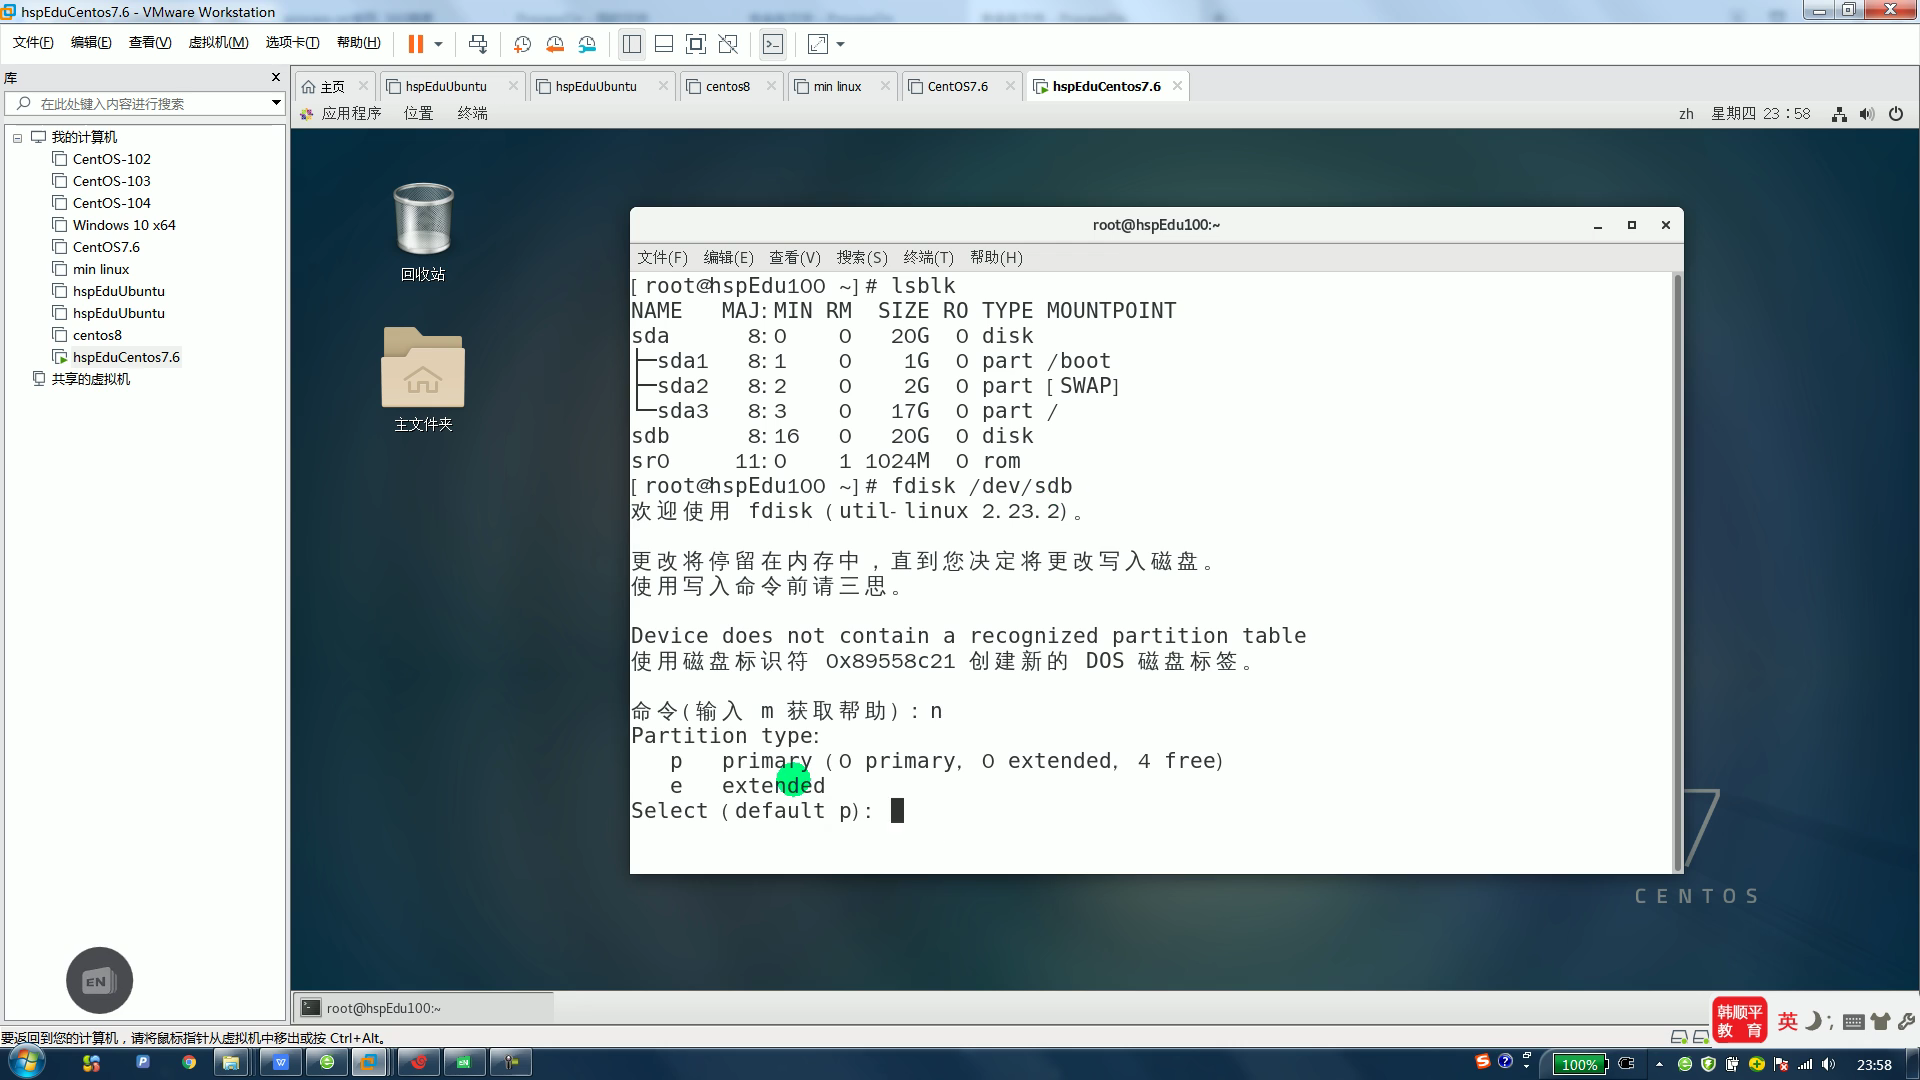 hspEduCentos7.6 - VMware Workstation
文件(F) 编辑(E) 查看(V) 虚拟机(M) 选项卡(T) 帮助(H)
库
在此处键入内容进行搜索
我的计算机
CentOS-102
CentOS-103
CentOS-104
Windows 10 x64
CentOS7.6
min linux
hspEduUbuntu
hspEduUbuntu
centos8
hspEduCentos7.6
共享的虚拟机
主页 hspEduUbuntu hspEduUbuntu centos8 min linux CentOS7.6 hspEduCentos7.6
应用程序 位置 终端 zh 星期四 23:58
回收站
主文件夹
root@hspEdu100:~
文件(F) 编辑(E) 查看(V) 搜索(S) 终端(T) 帮助(H)
[root@hspEdu100 ~]# lsblk
NAME MAJ:MIN RM SIZE RO TYPE MOUNTPOINT
sda 8:0 0 20G 0 disk
├─sda1 8:1 0 1G 0 part /boot
├─sda2 8:2 0 2G 0 part [SWAP]
└─sda3 8:3 0 17G 0 part /
sdb 8:16 0 20G 0 disk
sr0 11:0 1 1024M 0 rom
[root@hspEdu100 ~]# fdisk /dev/sdb
欢迎使用 fdisk (util-linux 2.23.2)。
更改将停留在内存中，直到您决定将更改写入磁盘。
使用写入命令前请三思。
Device does not contain a recognized partition table
使用磁盘标识符 0x89558c21 创建新的 DOS 磁盘标签。
命令(输入 m 获取帮助)：n
Partition type:
p primary (0 primary, 0 extended, 4 free)
e extended
Select (default p):
7
CENTOS
EN
root@hspEdu100:~
韩顺平
教 育
英
要返回到您的计算机，请将鼠标指针从虚拟机中移出或按 Ctrl+Alt。
100%
23:58